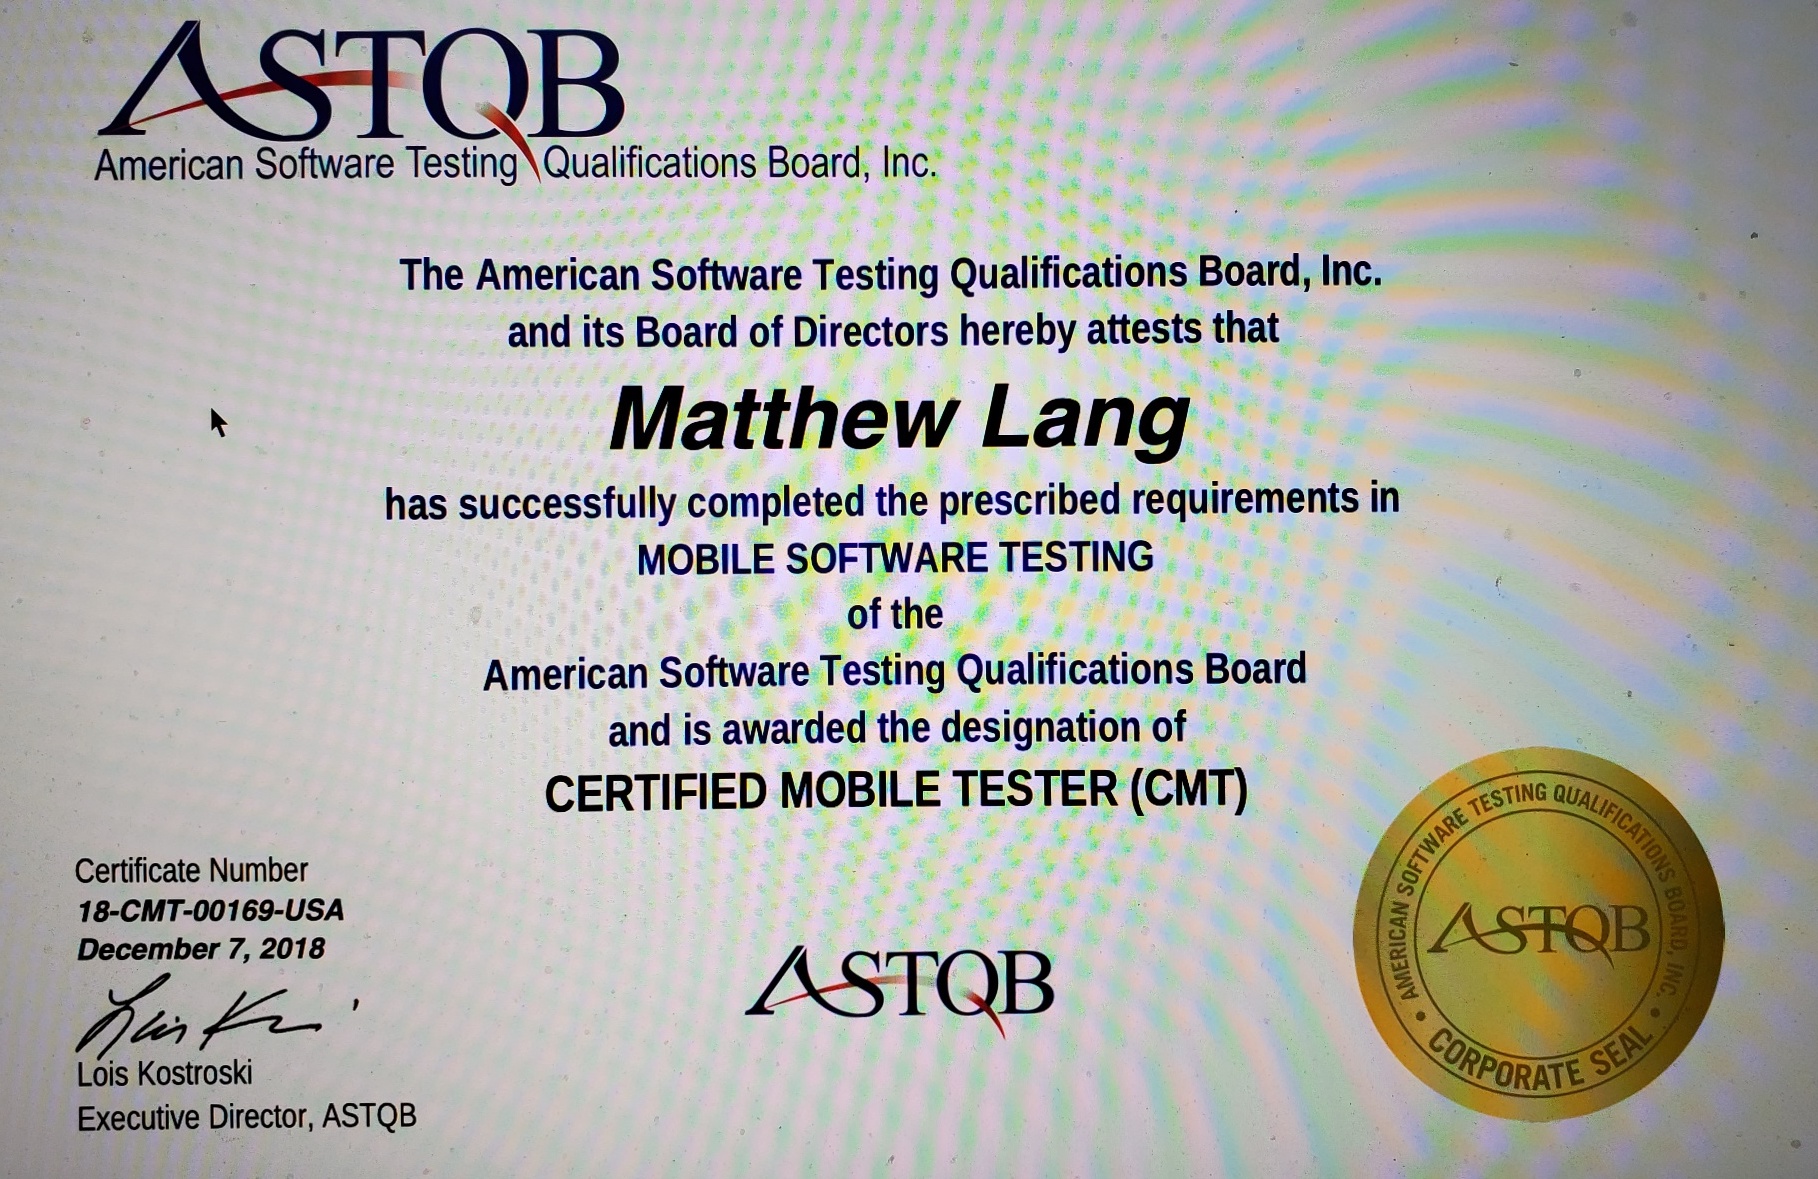 ASTQB
American Software Testing Qualifications Board, Inc.
The American Software Testing Qualifications Board, Inc.
and its Board of Directors hereby attests that
Matthew Lang
has successfully completed the prescribed requirements in
MOBILE SOFTWARE TESTING
of the
American Software Testing Qualifications Board
and is awarded the designation of
CERTIFIED MOBILE TESTER (CMT)
Certificate Number
18-CMT-00169-USA
December 7, 2018
Lois Kostroski
Executive Director, ASTQB
ASTQB
AMERICAN SOFTWARE TESTING QUALIFICATIONS BOARD, INC.
ASTQB
CORPORATE SEAL